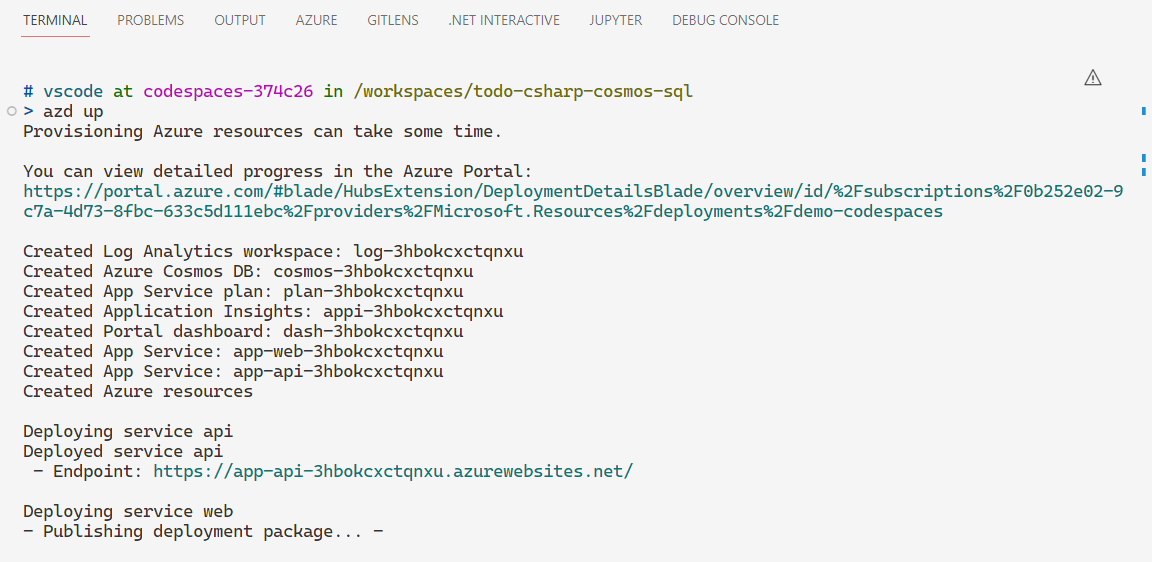 TERMINAL PROBLEMS OUTPUT AZURE GITLENS .NET INTERACTIVE JUPYTER DEBUG CONSOLE
# vscode at codespaces-374c26 in /workspaces/todo-csharp-cosmos-sql
> azd up
Provisioning Azure resources can take some time.
You can view detailed progress in the Azure Portal:
https://portal.azure.com/#blade/HubsExtension/DeploymentDetailsBlade/overview/id/%2Fsubscriptions%2F0b252e02-9
c7a-4d73-8fbc-633c5d111ebc%2Fproviders%2FMicrosoft.Resources%2Fdeployments%2Fdemo-codespaces
Created Log Analytics workspace: log-3hbokcxctqnxu
Created Azure Cosmos DB: cosmos-3hbokcxctqnxu
Created App Service plan: plan-3hbokcxctqnxu
Created Application Insights: appi-3hbokcxctqnxu
Created Portal dashboard: dash-3hbokcxctqnxu
Created App Service: app-web-3hbokcxctqnxu
Created App Service: app-api-3hbokcxctqnxu
Created Azure resources
Deploying service api
Deployed service api
- Endpoint: https://app-api-3hbokcxctqnxu.azurewebsites.net/
Deploying service web
- Publishing deployment package... -